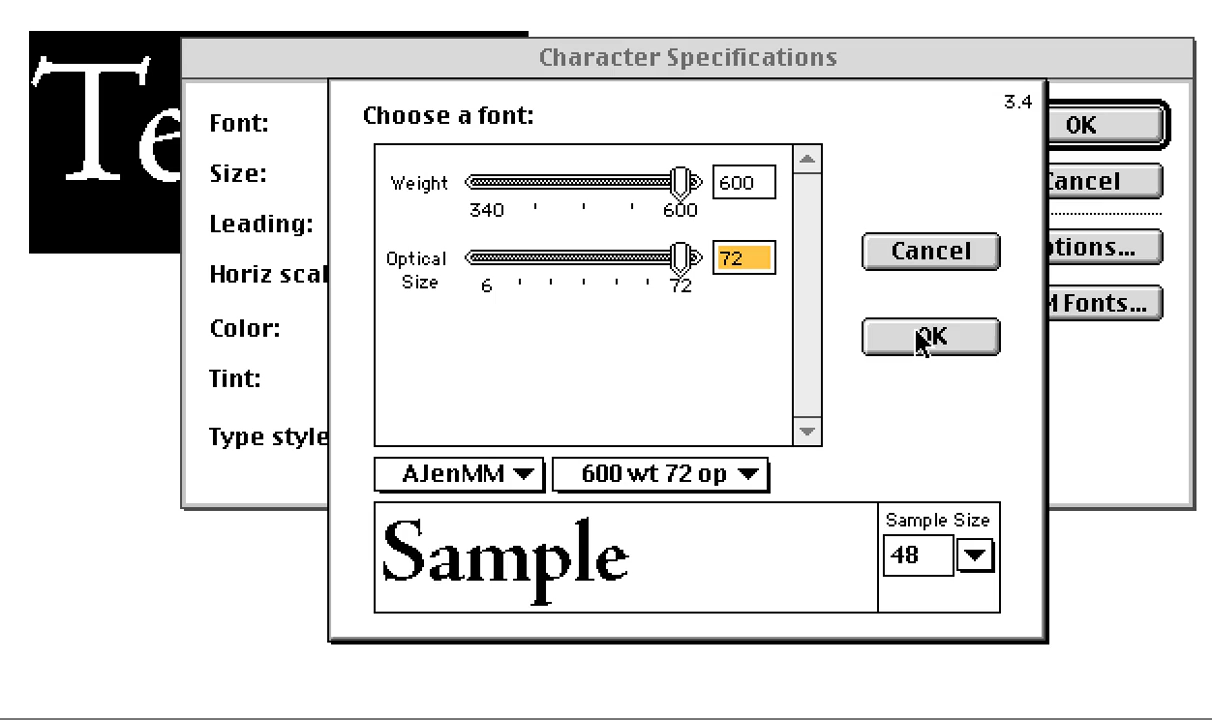 Te
Character Specifications
Font:
Size:
Leading:
Horiz scal
Color:
Tint:
Type style
OK
Cancel
tions...
M Fonts...
3.4
Choose a font:
Weight
600
340
600
Optical
Size
72
6
72
Cancel
OK
AJenMM
600 wt 72 op
Sample
Sample Size
48